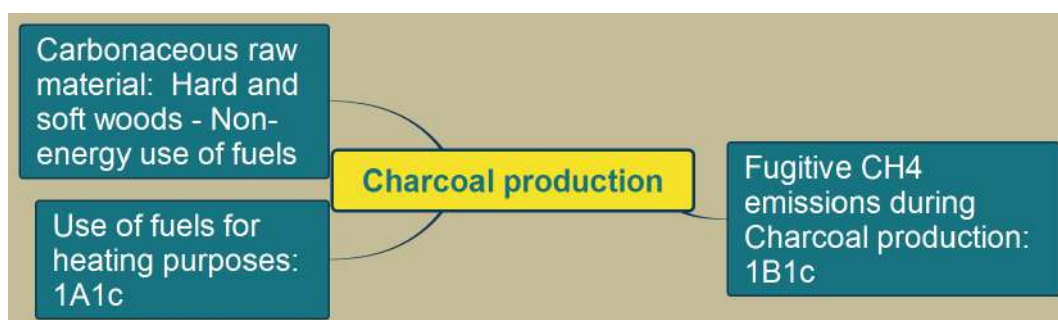 Carbonaceous raw
material:  Hard and
soft woods - Non-
energy use of fuels
Use of fuels for
heating purposes:
1A1c
Charcoal production
Fugitive CH4
emissions during
Charcoal production:
1B1c